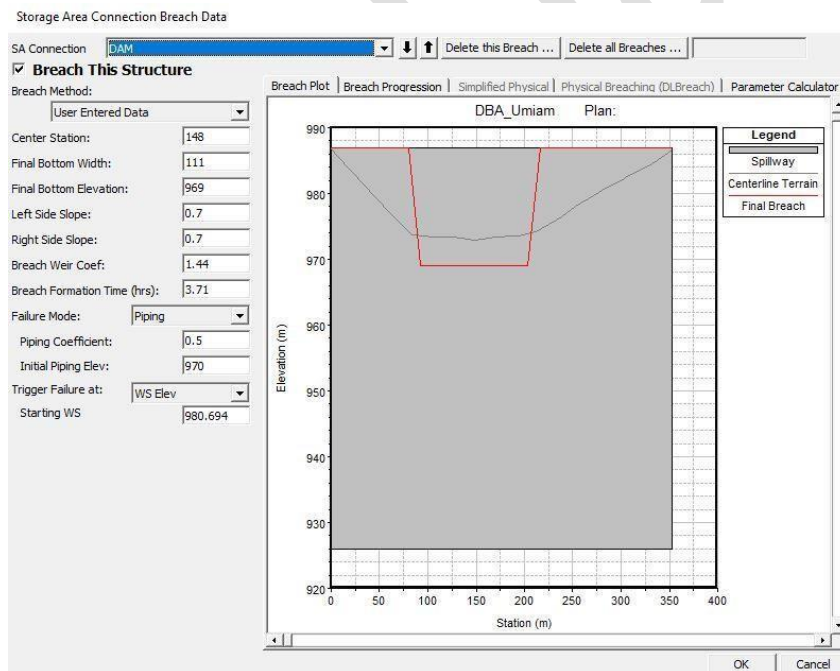 Storage Area Connection Breach Data
SA Connection DAM Delete this Breach ... Delete all Breaches ...
Breach This Structure
Breach Method:
User Entered Data
Center Station: 148
Final Bottom Width: 111
Final Bottom Elevation: 969
Left Side Slope: 0.7
Right Side Slope: 0.7
Breach Weir Coef: 1.44
Breach Formation Time (hrs): 3.71
Failure Mode: Piping
Piping Coefficient: 0.5
Initial Piping Elev: 970
Trigger Failure at: WS Elev
Starting WS 980.694
Breach Plot Breach Progression Simplified Physical Physical Breaching (DLBreach) Parameter Calculator
DBA_Umiam Plan:
990
980
970
960
950
940
930
920
Elevation (m)
0 50 100 150 200 250 300 350 400
Station (m)
Legend
Spillway
Centerline Terrain
Final Breach
OK Cancel